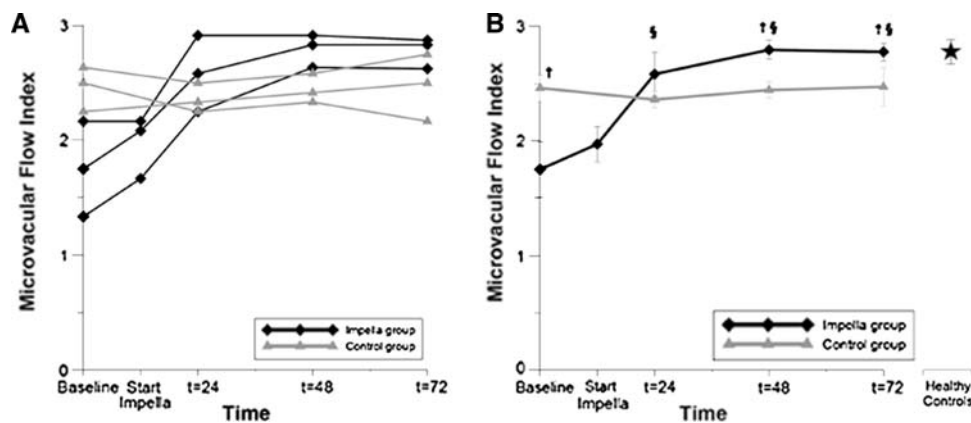 A
Microvacular Flow Index
3
2
1
0
Impella group
Control group
Baseline Start Impella t=24 t=48 t=72
Time
B
Microvacular Flow Index
3
2
1
0
†
§
†§
†§
Impella group
Control group
Baseline Start Impella t=24 t=48 t=72
Healthy Controls
Time